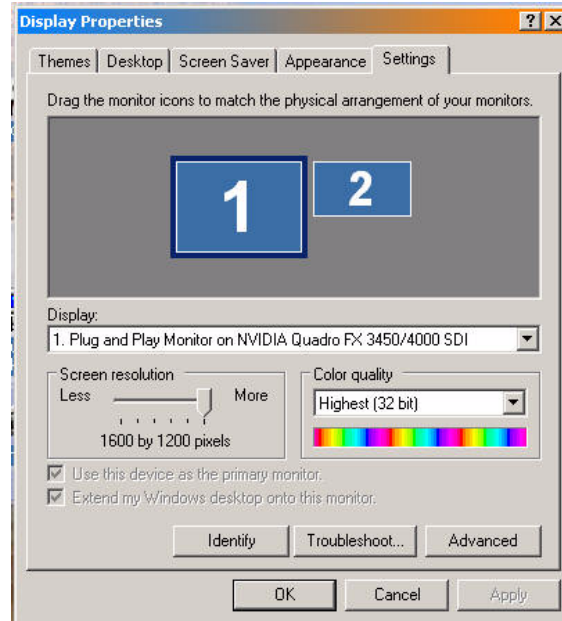 Display Properties
Themes Desktop Screen Saver Appearance Settings
Drag the monitor icons to match the physical arrangement of your monitors.
1 2
Display:
1. Plug and Play Monitor on NVIDIA Quadro FX 3450/4000 SDI
Screen resolution
Less More
1600 by 1200 pixels
Color quality
Highest (32 bit)
Use this device as the primary monitor.
Extend my Windows desktop onto this monitor.
Identify Troubleshoot... Advanced
OK Cancel Apply